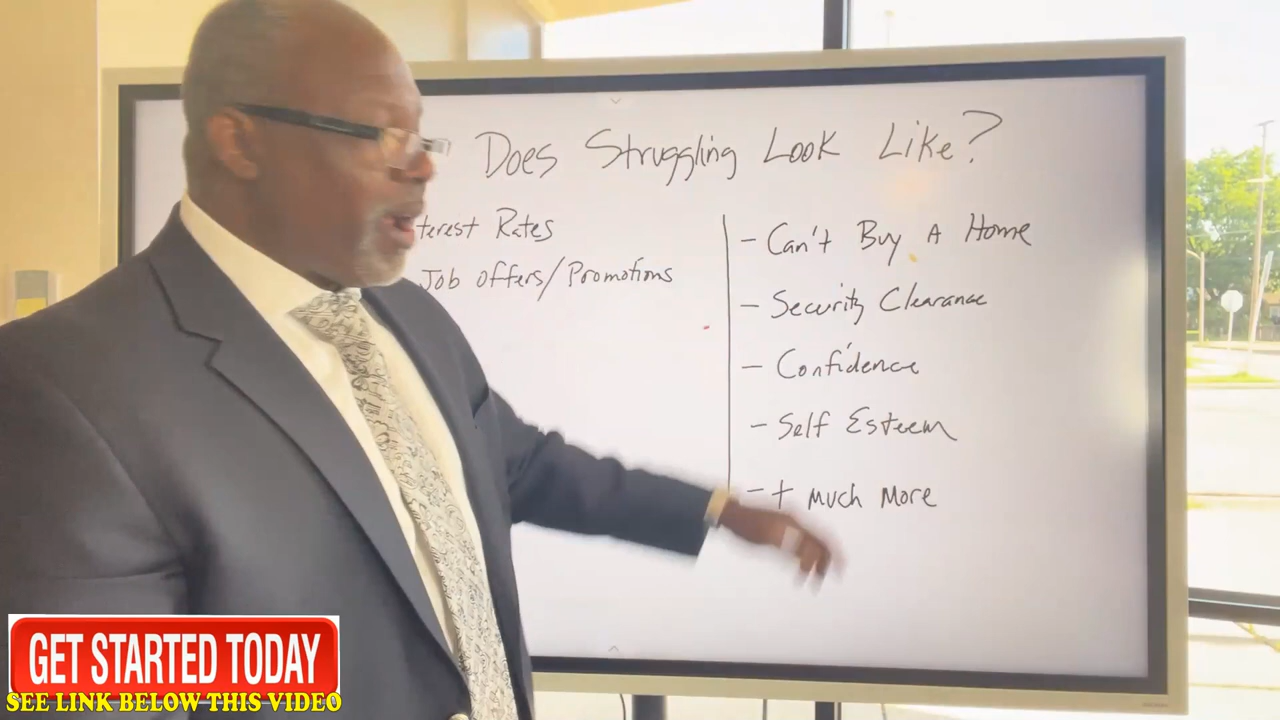 Does Struggling Look Like?
terest Rates
Job offers/Promotions
- Can't Buy A Home
- Security Clearance
- Confidence
- Self Esteem
- + Much More
GET STARTED TODAY
SEE LINK BELOW THIS VIDEO